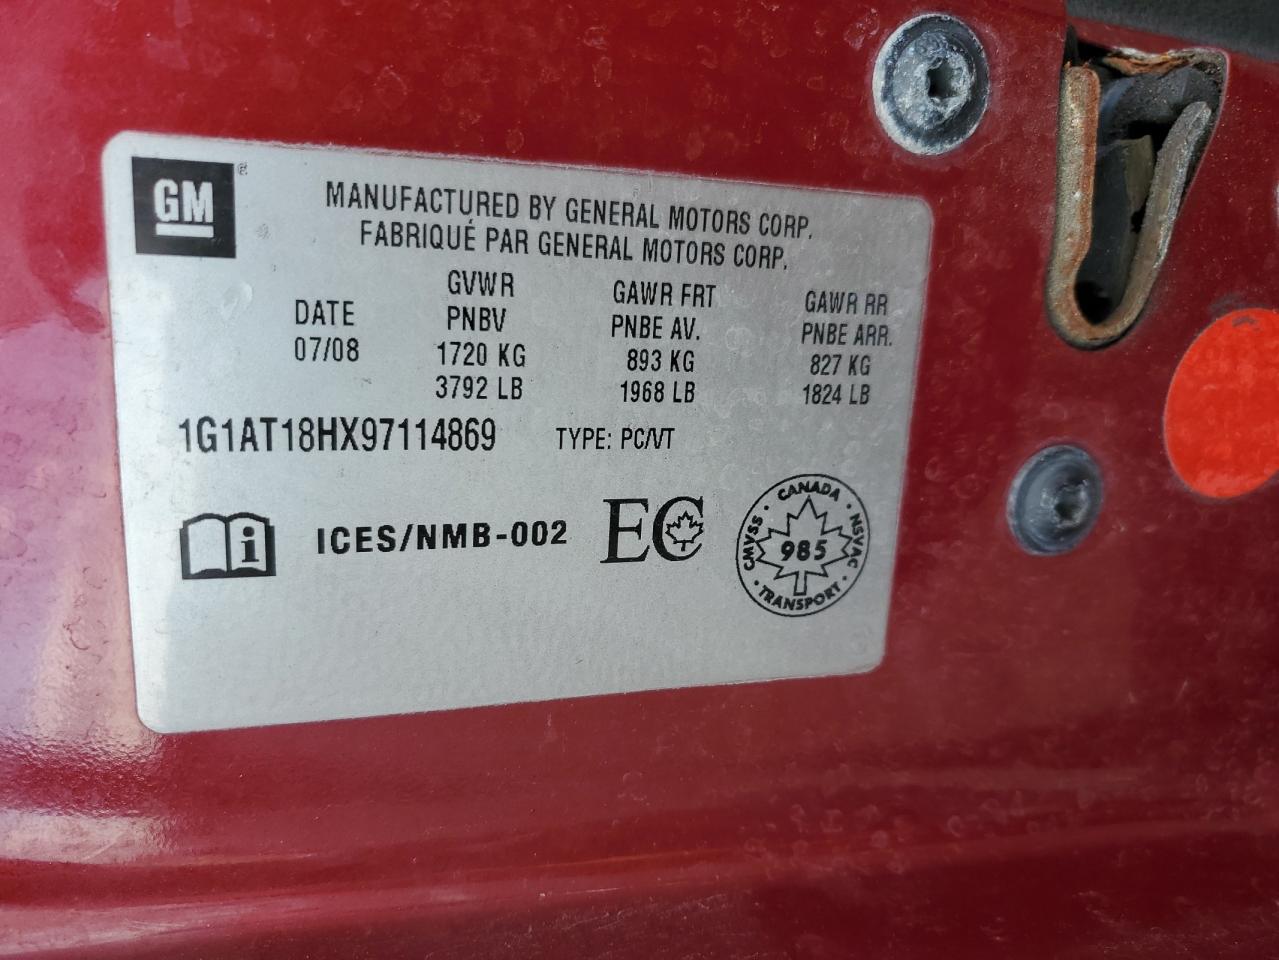 GM
MANUFACTURED BY GENERAL MOTORS CORP.
FABRIQUÉ PAR GENERAL MOTORS CORP.
DATE
07/08
GVWR
PNBV
1720 KG
3792 LB
GAWR FRT
PNBE AV.
893 KG
1968 LB
GAWR RR
PNBE ARR.
827 KG
1824 LB
1G1AT18HX97114869 TYPE: PC/VT
i
ICES/NMB-002
EC
CANADA
CMVSS
985
NSVAC
TRANSPORT